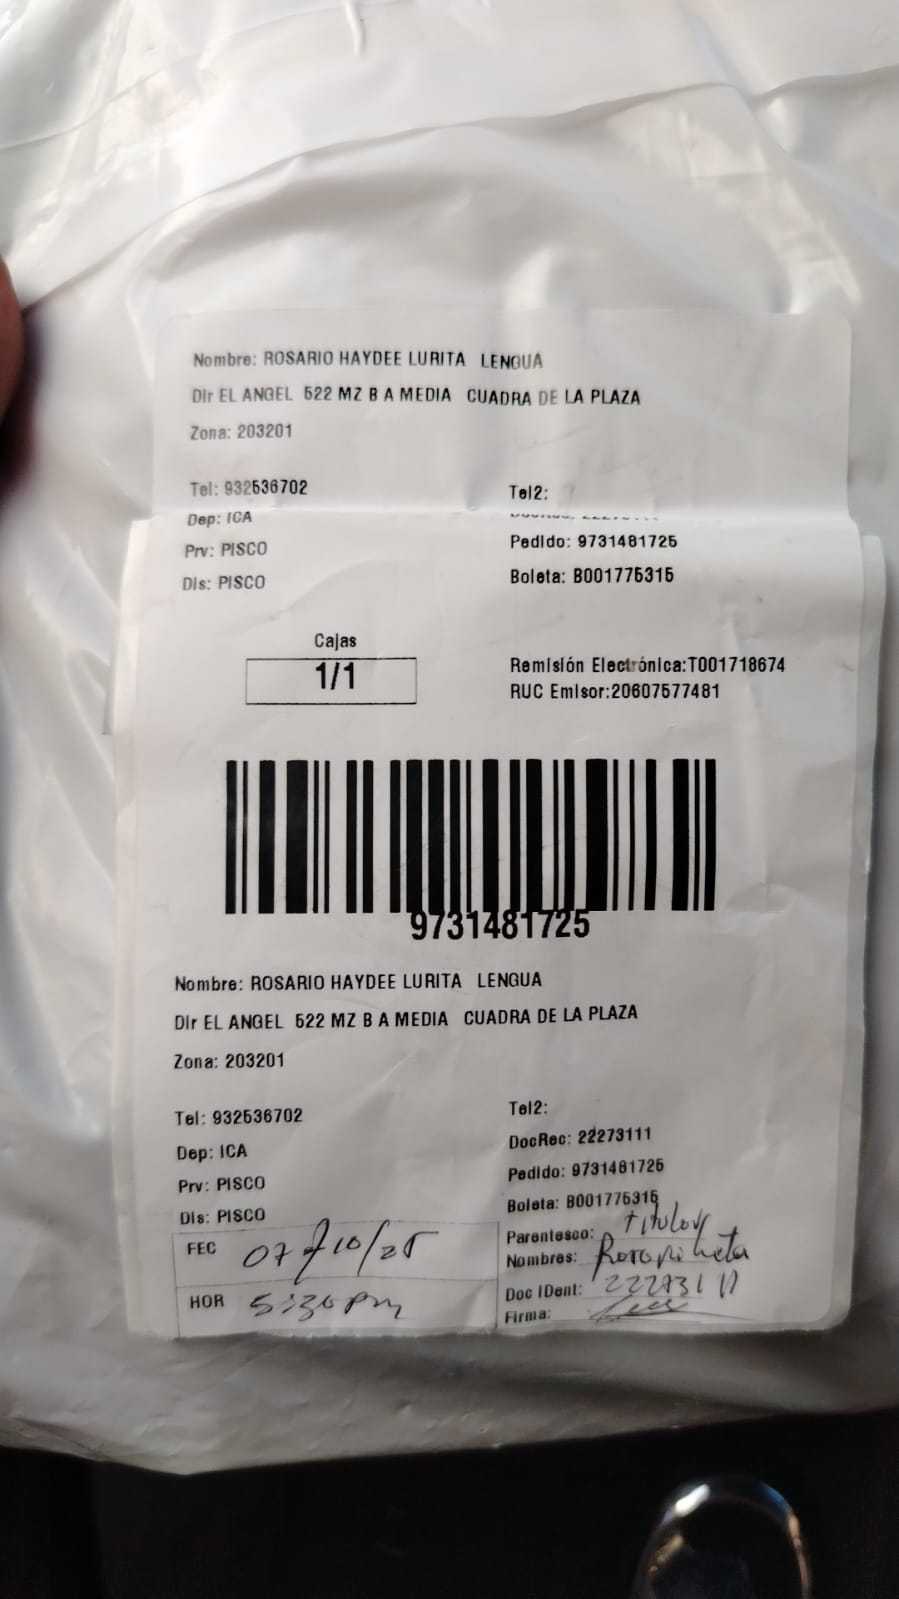 Nombre: ROSARIO HAYDEE LURITA LENGUA
Dir EL ANGEL 522 MZ B A MEDIA CUADRA DE LA PLAZA
Zona: 203201
Tel: 932536702 Tel2:
Dep: ICA
Prv: PISCO Pedido: 9731481725
Dis: PISCO Boleta: B001775315
Cajas
1/1
Remisión Electrónica:T001718674
RUC Emisor:20607577481
9731481725
Nombre: ROSARIO HAYDEE LURITA LENGUA
Dir EL ANGEL 522 MZ B A MEDIA CUADRA DE LA PLAZA
Zona: 203201
Tel: 932536702 Tel2:
Dep: ICA DocRec: 22273111
Prv: PISCO Pedido: 9731481725
Dis: PISCO Boleta: B001775315
FEC 07/10/25 Parentesco: Titular
Nombres:
HOR 5:30 pm Doc IDent:
Firma: